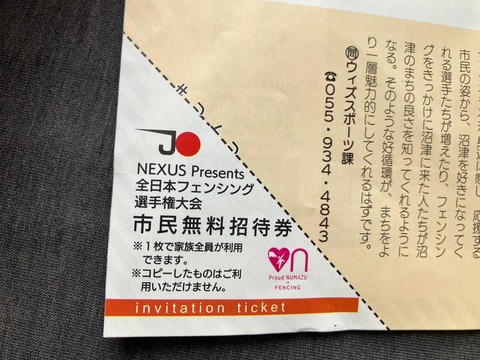 に感じ、応援する
市民の姿から、沼津を好きになってく
れる選手たちが増えたり、フェンシン
グをきっかけに沼津に来た人たちが沼
津のまちの良さを知ってくれるように
なる。そのような好循環が、まちをよ
り一層魅力的にしてくれるはずです。
問ウィズスポーツ課
☎055・934・4843
NEXUS Presents
全日本フェンシング
選手権大会
市民無料招待券
※1枚で家族全員が利用
できます。
※コピーしたものはご利
用いただけません。
Proud NUMAZU
×
FENCING
invitation ticket